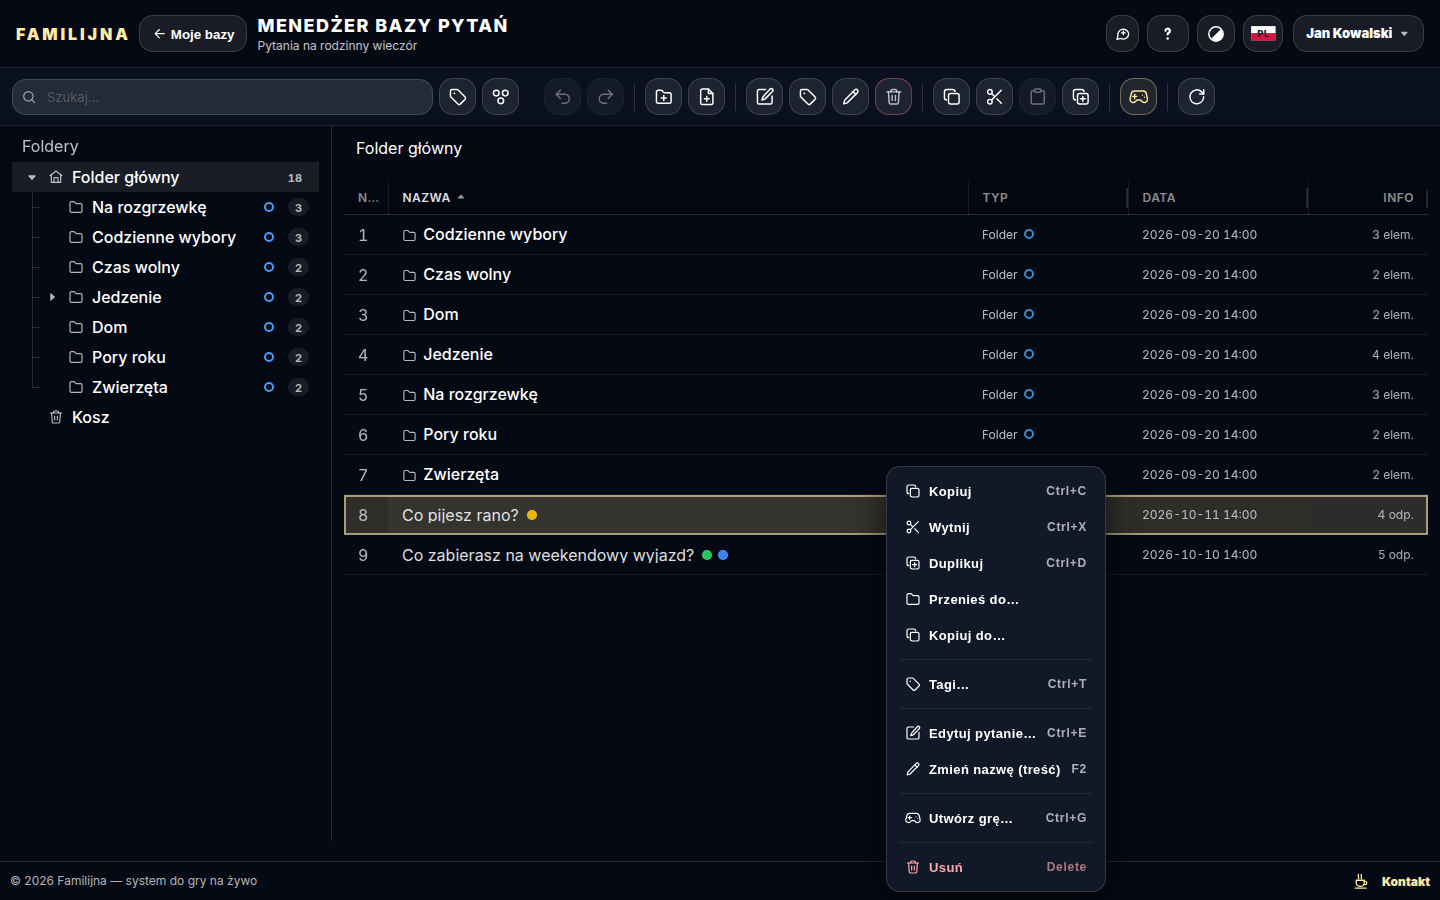 FAMILIJNA
Moje bazy
MENEDŻER BAZY PYTAŃ
Pytania na rodzinny wieczór
?
PL
Jan Kowalski
Szukaj...
Foldery
Folder główny 18
Na rozgrzewkę 3
Codzienne wybory 3
Czas wolny 2
Jedzenie 2
Dom 2
Pory roku 2
Zwierzęta 2
Kosz
Folder główny
N... NAZWA TYP DATA INFO
1 Codzienne wybory Folder 2026-09-20 14:00 3 elem.
2 Czas wolny Folder 2026-09-20 14:00 2 elem.
3 Dom Folder 2026-09-20 14:00 2 elem.
4 Jedzenie Folder 2026-09-20 14:00 4 elem.
5 Na rozgrzewkę Folder 2026-09-20 14:00 3 elem.
6 Pory roku Folder 2026-09-20 14:00 2 elem.
7 Zwierzęta 2026-09-20 14:00 2 elem.
8 Co pijesz rano? 2026-10-11 14:00 4 odp.
9 Co zabierasz na weekendowy wyjazd? 2026-10-10 14:00 5 odp.
Kopiuj Ctrl+C
Wytnij Ctrl+X
Duplikuj Ctrl+D
Przenieś do...
Kopiuj do...
Tagi... Ctrl+T
Edytuj pytanie... Ctrl+E
Zmień nazwę (treść) F2
Utwórz grę... Ctrl+G
Usuń Delete
© 2026 Familijna — system do gry na żywo
Kontakt